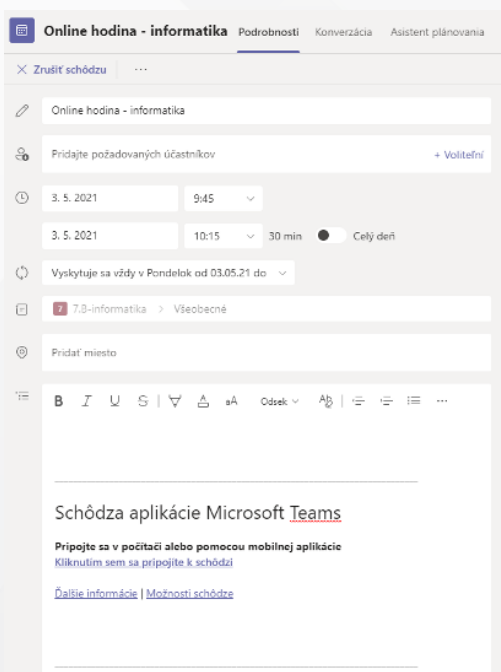 Online hodina - informatika Podrobnosti Konverzácia Asistent plánovania
Zrušiť schôdzu ...
Online hodina - informatika
Pridajte požadovaných účastníkov + Voliteľní
3. 5. 2021 9:45
3. 5. 2021 10:15 30 min Celý deň
Vyskytuje sa vždy v Pondelok od 03.05.21 do
7 7.B-informatika > Všeobecné
Pridať miesto
B I U S A A aA Odsek Ab ...
Schôdza aplikácie Microsoft Teams
Pripojte sa v počítači alebo pomocou mobilnej aplikácie
Kliknutím sem sa pripojíte k schôdzi
Ďalšie informácie | Možnosti schôdze